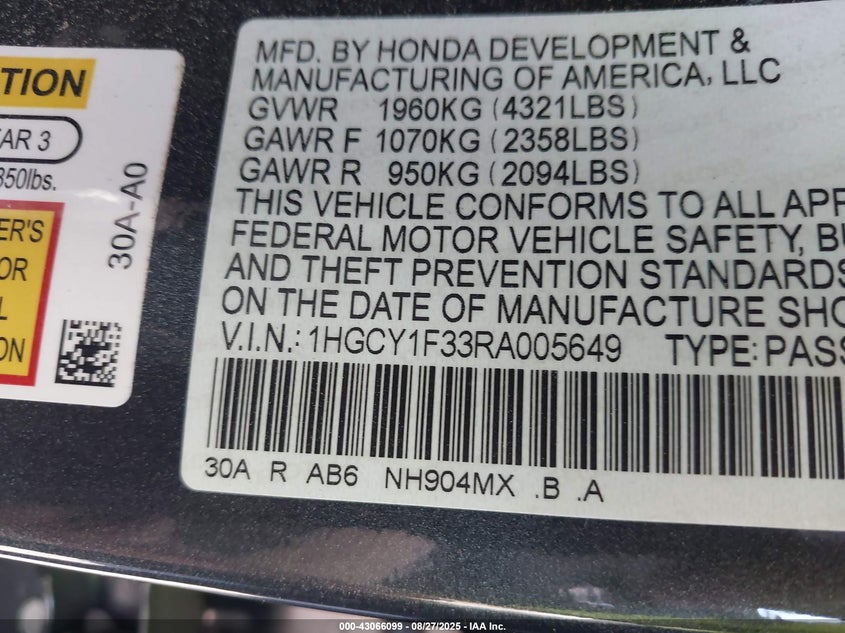 TION
AR 3
850lbs.
ER'S
OR
L
ON
30A-A0
MFD. BY HONDA DEVELOPMENT &
MANUFACTURING OF AMERICA, LLC
GVWR 1960KG (4321LBS)
GAWR F 1070KG (2358LBS)
GAWR R 950KG (2094LBS)
THIS VEHICLE CONFORMS TO ALL APP
FEDERAL MOTOR VEHICLE SAFETY, BU
AND THEFT PREVENTION STANDARDS
ON THE DATE OF MANUFACTURE SHO
V.I.N.: 1HGCY1F33RA005649 TYPE: PASS
30A R AB6 NH904MX .B .A
000-43066099 - 08/27/2025 - IAA Inc.